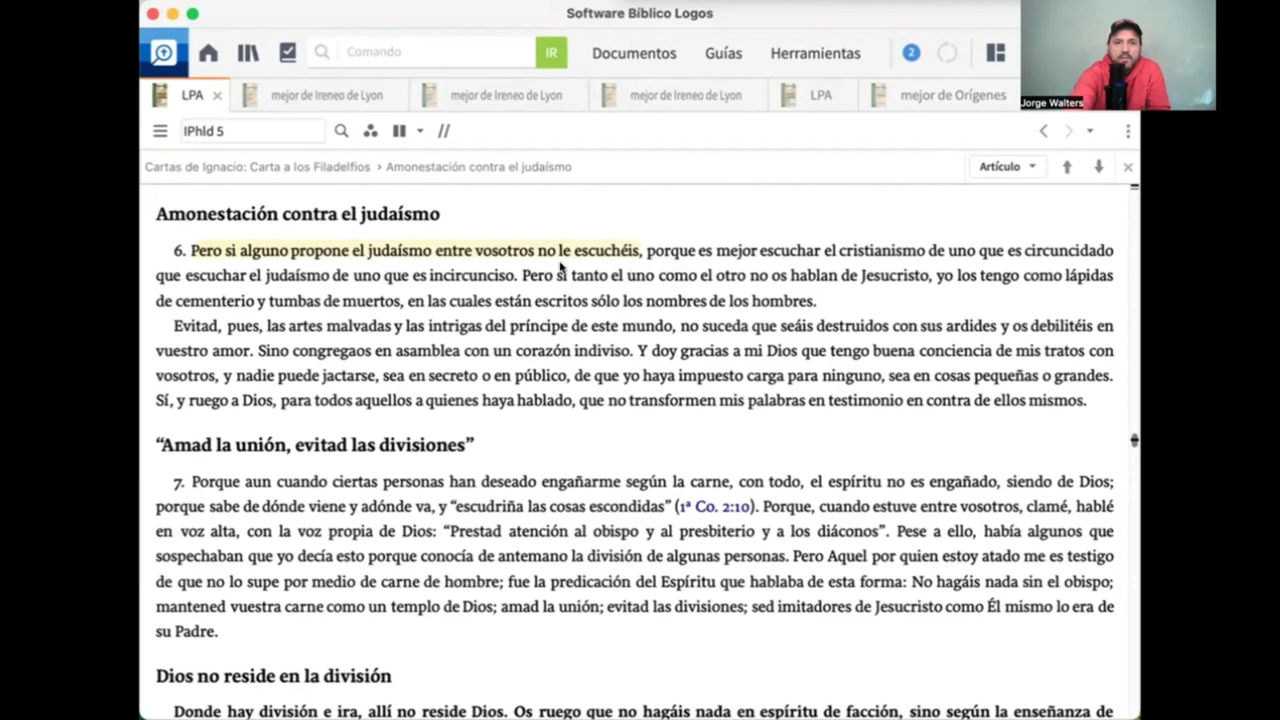 Software Bíblico Logos
Comando
IR
Documentos
Guías
Herramientas
2
LPA
mejor de Ireneo de Lyon
mejor de Ireneo de Lyon
mejor de Ireneo de Lyon
LPA
mejor de Orígenes
Jorge Walters
IPhld 5
Cartas de Ignacio: Carta a los Filadelfios > Amonestación contra el judaísmo
Artículo
Amonestación contra el judaísmo
6. Pero si alguno propone el judaísmo entre vosotros no le escuchéis, porque es mejor escuchar el cristianismo de uno que es circuncidado
que escuchar el judaísmo de uno que es incircunciso. Pero si tanto el uno como el otro no os hablan de Jesucristo, yo los tengo como lápidas
de cementerio y tumbas de muertos, en las cuales están escritos sólo los nombres de los hombres.
Evitad, pues, las artes malvadas y las intrigas del príncipe de este mundo, no suceda que seáis destruidos con sus ardides y os debilitéis en
vuestro amor. Sino congregaos en asamblea con un corazón indiviso. Y doy gracias a mi Dios que tengo buena conciencia de mis tratos con
vosotros, y nadie puede jactarse, sea en secreto o en público, de que yo haya impuesto carga para ninguno, sea en cosas pequeñas o grandes.
Sí, y ruego a Dios, para todos aquellos a quienes haya hablado, que no transformen mis palabras en testimonio en contra de ellos mismos.
“Amad la unión, evitad las divisiones”
7. Porque aun cuando ciertas personas han deseado engañarme según la carne, con todo, el espíritu no es engañado, siendo de Dios;
porque sabe de dónde viene y adónde va, y “escudriña las cosas escondidas” (1ª Co. 2:10). Porque, cuando estuve entre vosotros, clamé, hablé
en voz alta, con la voz propia de Dios: “Prestad atención al obispo y al presbiterio y a los diáconos”. Pese a ello, había algunos que
sospechaban que yo decía esto porque conocía de antemano la división de algunas personas. Pero Aquel por quien estoy atado me es testigo
de que no lo supe por medio de carne de hombre; fue la predicación del Espíritu que hablaba de esta forma: No hagáis nada sin el obispo;
mantened vuestra carne como un templo de Dios; amad la unión; evitad las divisiones; sed imitadores de Jesucristo como Él mismo lo era de
su Padre.
Dios no reside en la división
Donde hay división e ira, allí no reside Dios. Os ruego que no hagáis nada en espíritu de facción, sino según la enseñanza de